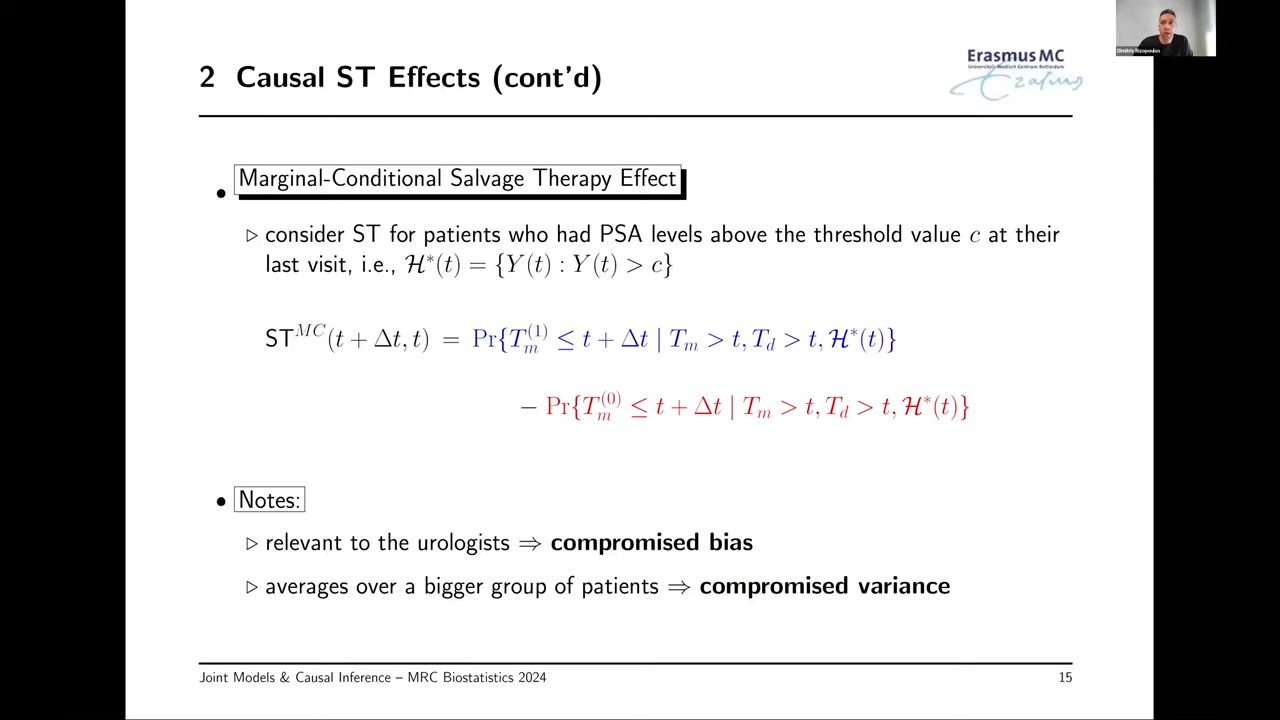 Dimitris Rizopoulos
Erasmus MC
2 Causal ST Effects (cont'd)
• Marginal-Conditional Salvage Therapy Effect
▷ consider ST for patients who had PSA levels above the threshold value c at their
last visit, i.e., ℋ*(t) = {Y(t) : Y(t) > c}
ST^{MC}(t + Δt, t) = Pr{T_m^{(1)} ≤ t + Δt | T_m > t, T_d > t, ℋ*(t)}
− Pr{T_m^{(0)} ≤ t + Δt | T_m > t, T_d > t, ℋ*(t)}
• Notes:
▷ relevant to the urologists ⇒ compromised bias
▷ averages over a bigger group of patients ⇒ compromised variance
Joint Models & Causal Inference – MRC Biostatistics 2024 15